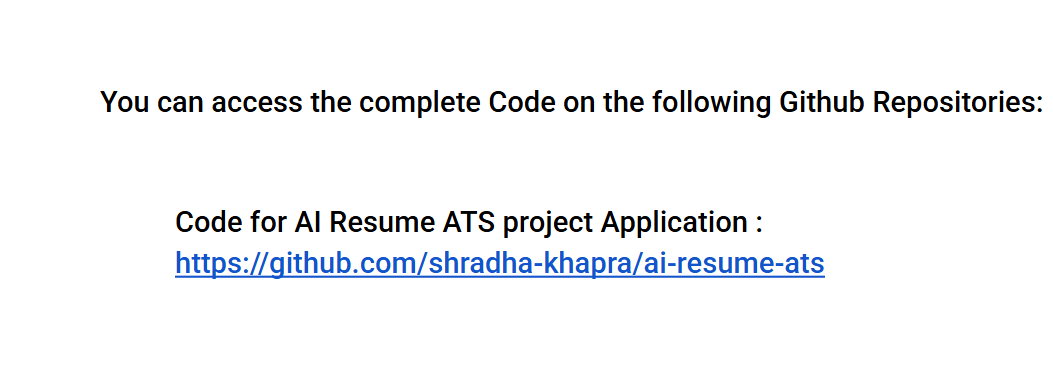 You can access the complete Code on the following Github Repositories:
Code for AI Resume ATS project Application :
https://github.com/shradha-khapra/ai-resume-ats